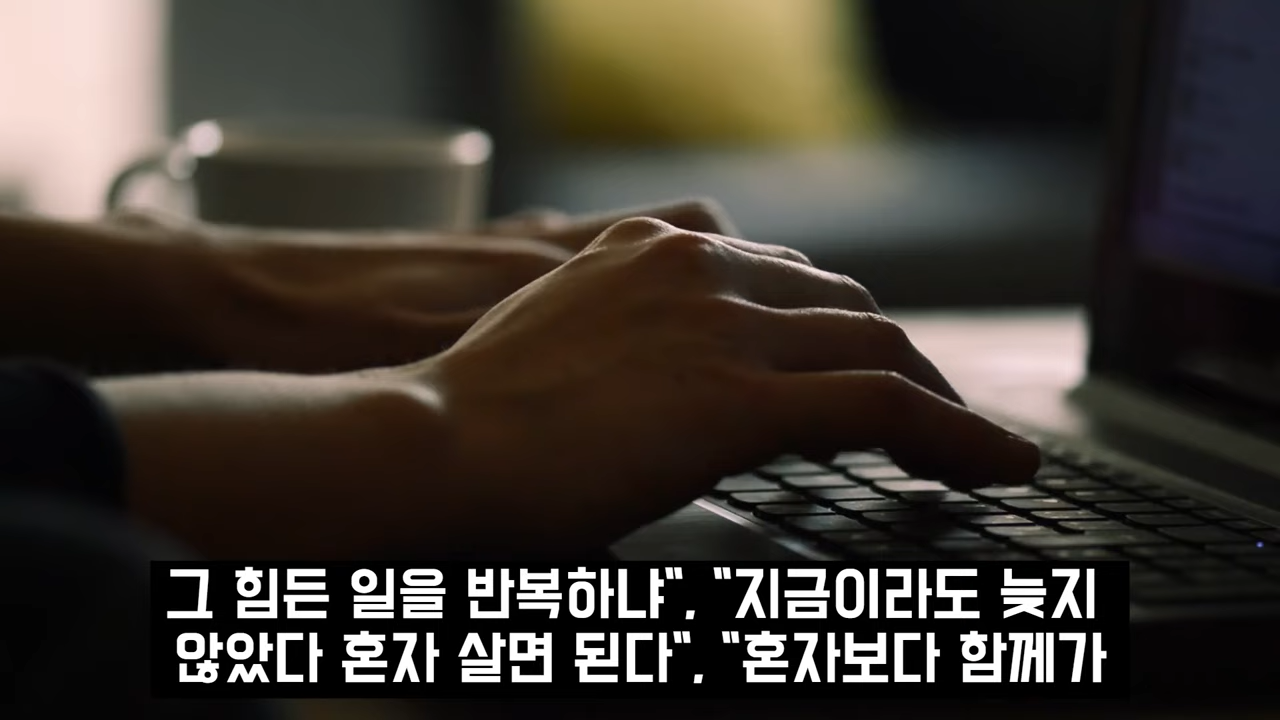 그 힘든 일을 반복하냐", "지금이라도 늦지
않았다 혼자 살면 된다", "혼자보다 함께가